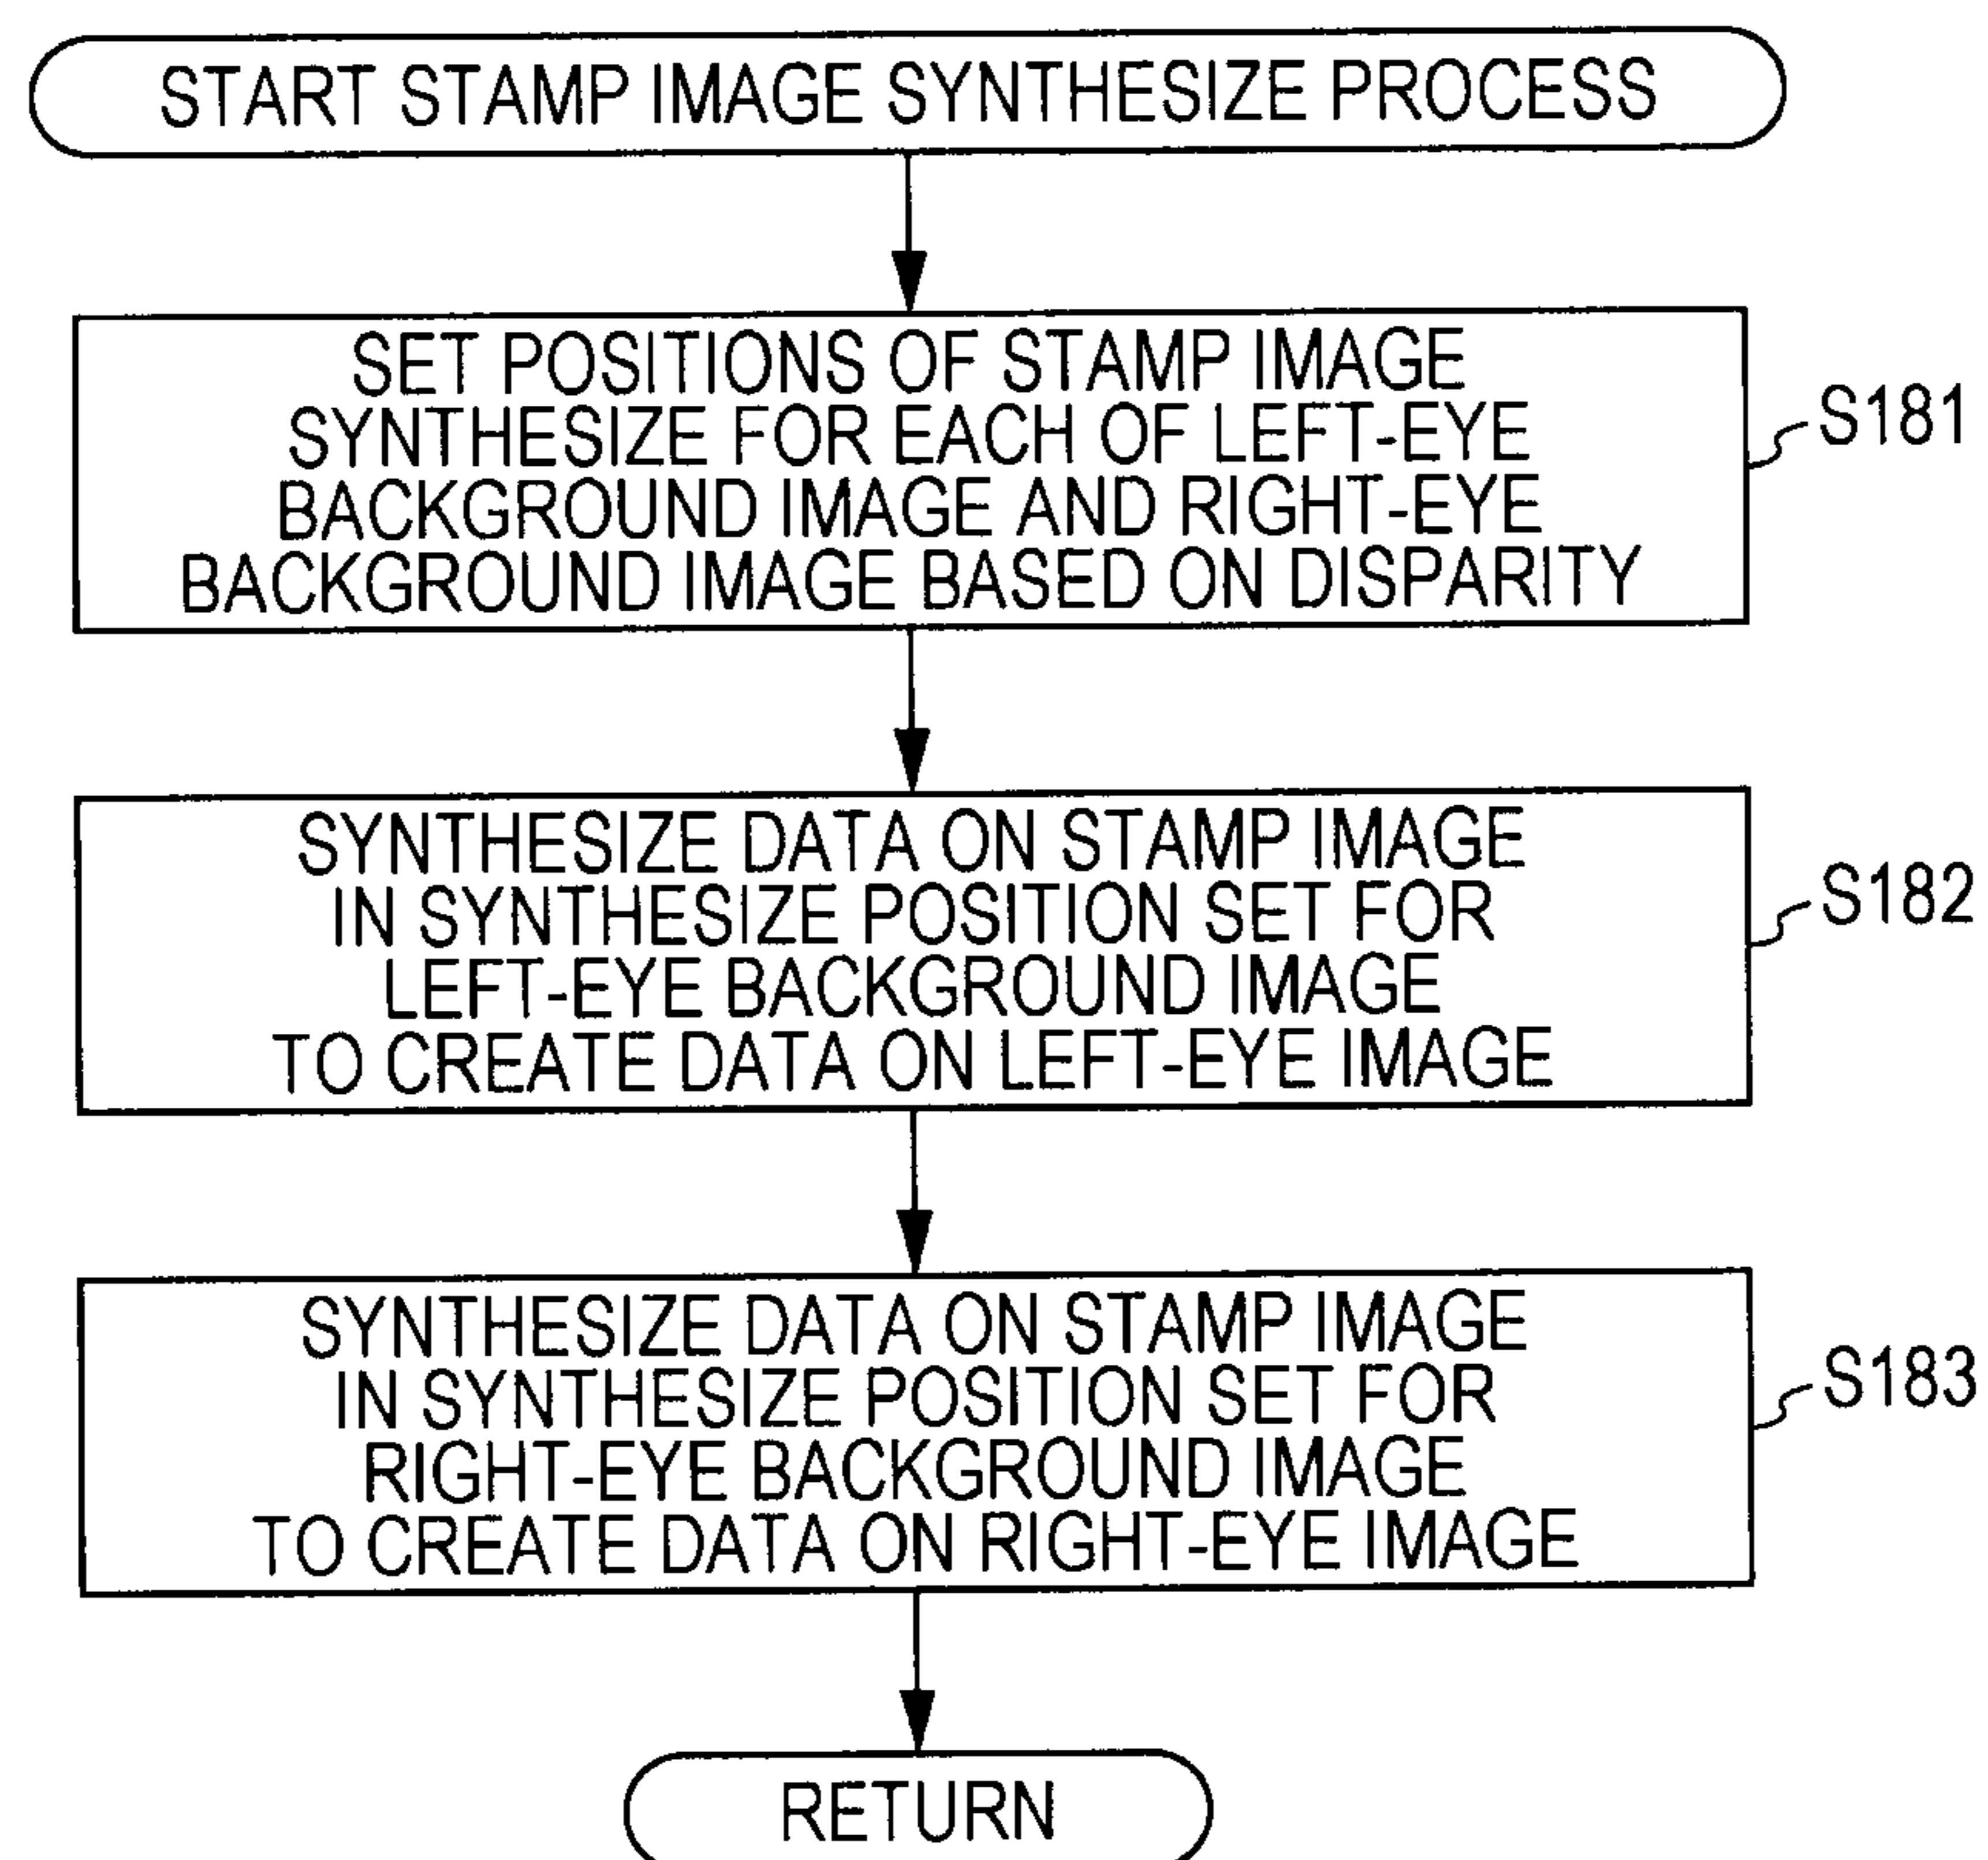 START STAMP IMAGE SYNTHESIZE PROCESS
SET POSITIONS OF STAMP IMAGE
SYNTHESIZE FOR EACH OF LEFT-EYE
BACKGROUND IMAGE AND RIGHT-EYE
BACKGROUND IMAGE BASED ON DISPARITY
S181
SYNTHESIZE DATA ON STAMP IMAGE
IN SYNTHESIZE POSITION SET FOR
LEFT-EYE BACKGROUND IMAGE
TO CREATE DATA ON LEFT-EYE IMAGE
S182
SYNTHESIZE DATA ON STAMP IMAGE
IN SYNTHESIZE POSITION SET FOR
RIGHT-EYE BACKGROUND IMAGE
TO CREATE DATA ON RIGHT-EYE IMAGE
S183
RETURN